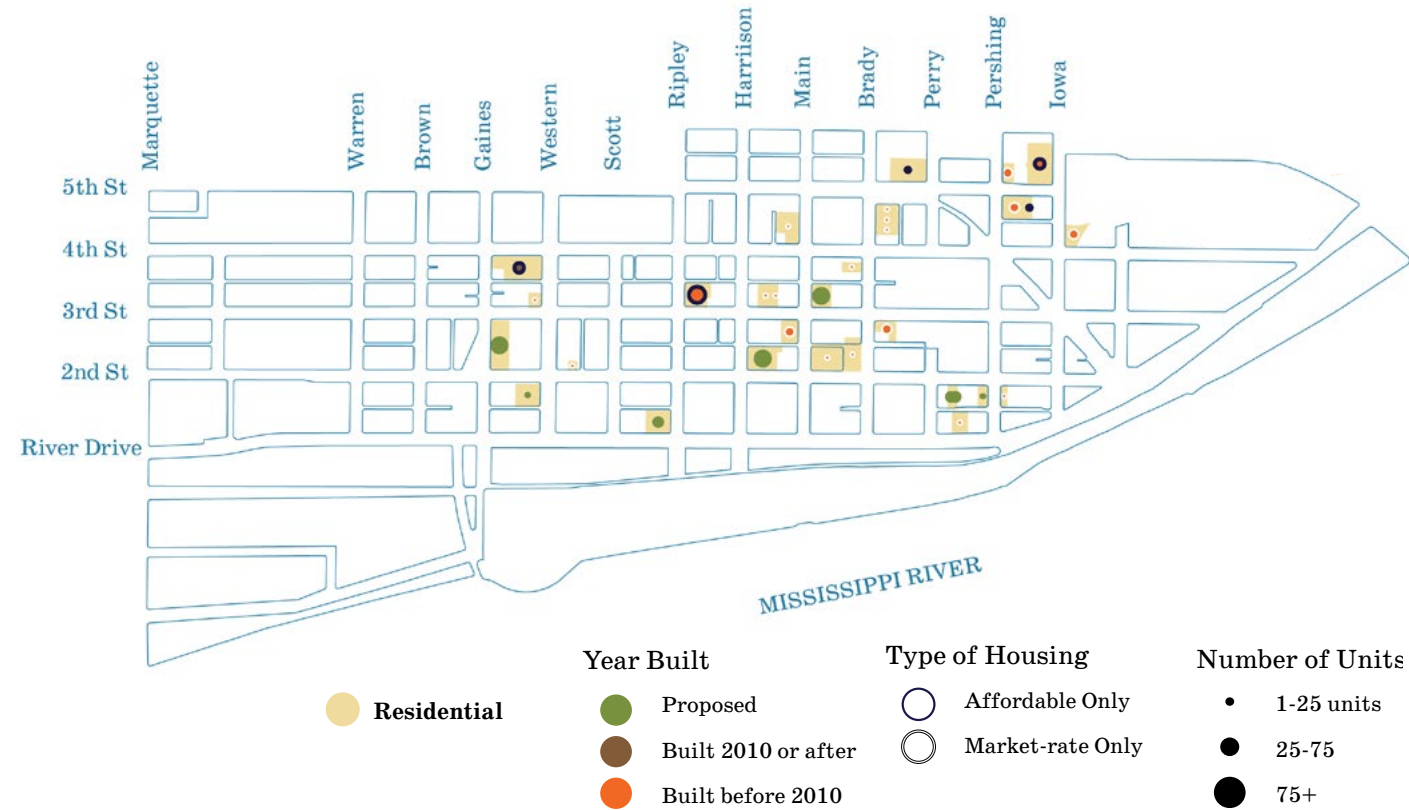 Marquette
Warren
Brown
Gaines
Western
Scott
Ripley
Harriison
Main
Brady
Perry
Pershing
Iowa
5th St
4th St
3rd St
2nd St
River Drive
MISSISSIPPI RIVER
Residential
Year Built
Proposed
Built 2010 or after
Built before 2010
Type of Housing
Affordable Only
Market-rate Only
Number of Units
1-25 units
25-75
75+